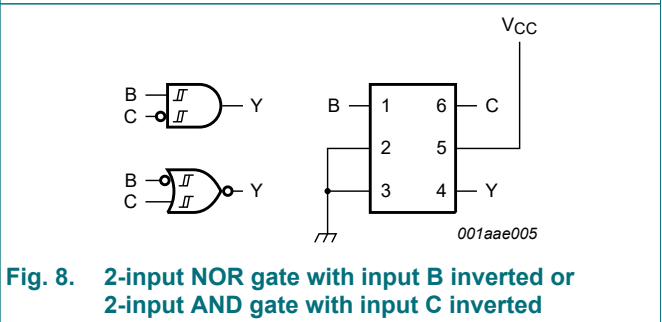 VCC
B
C
Y
B
C
Y
B 1 6 C
2 5
3 4 Y
001aae005
Fig. 8. 2-input NOR gate with input B inverted or
2-input AND gate with input C inverted